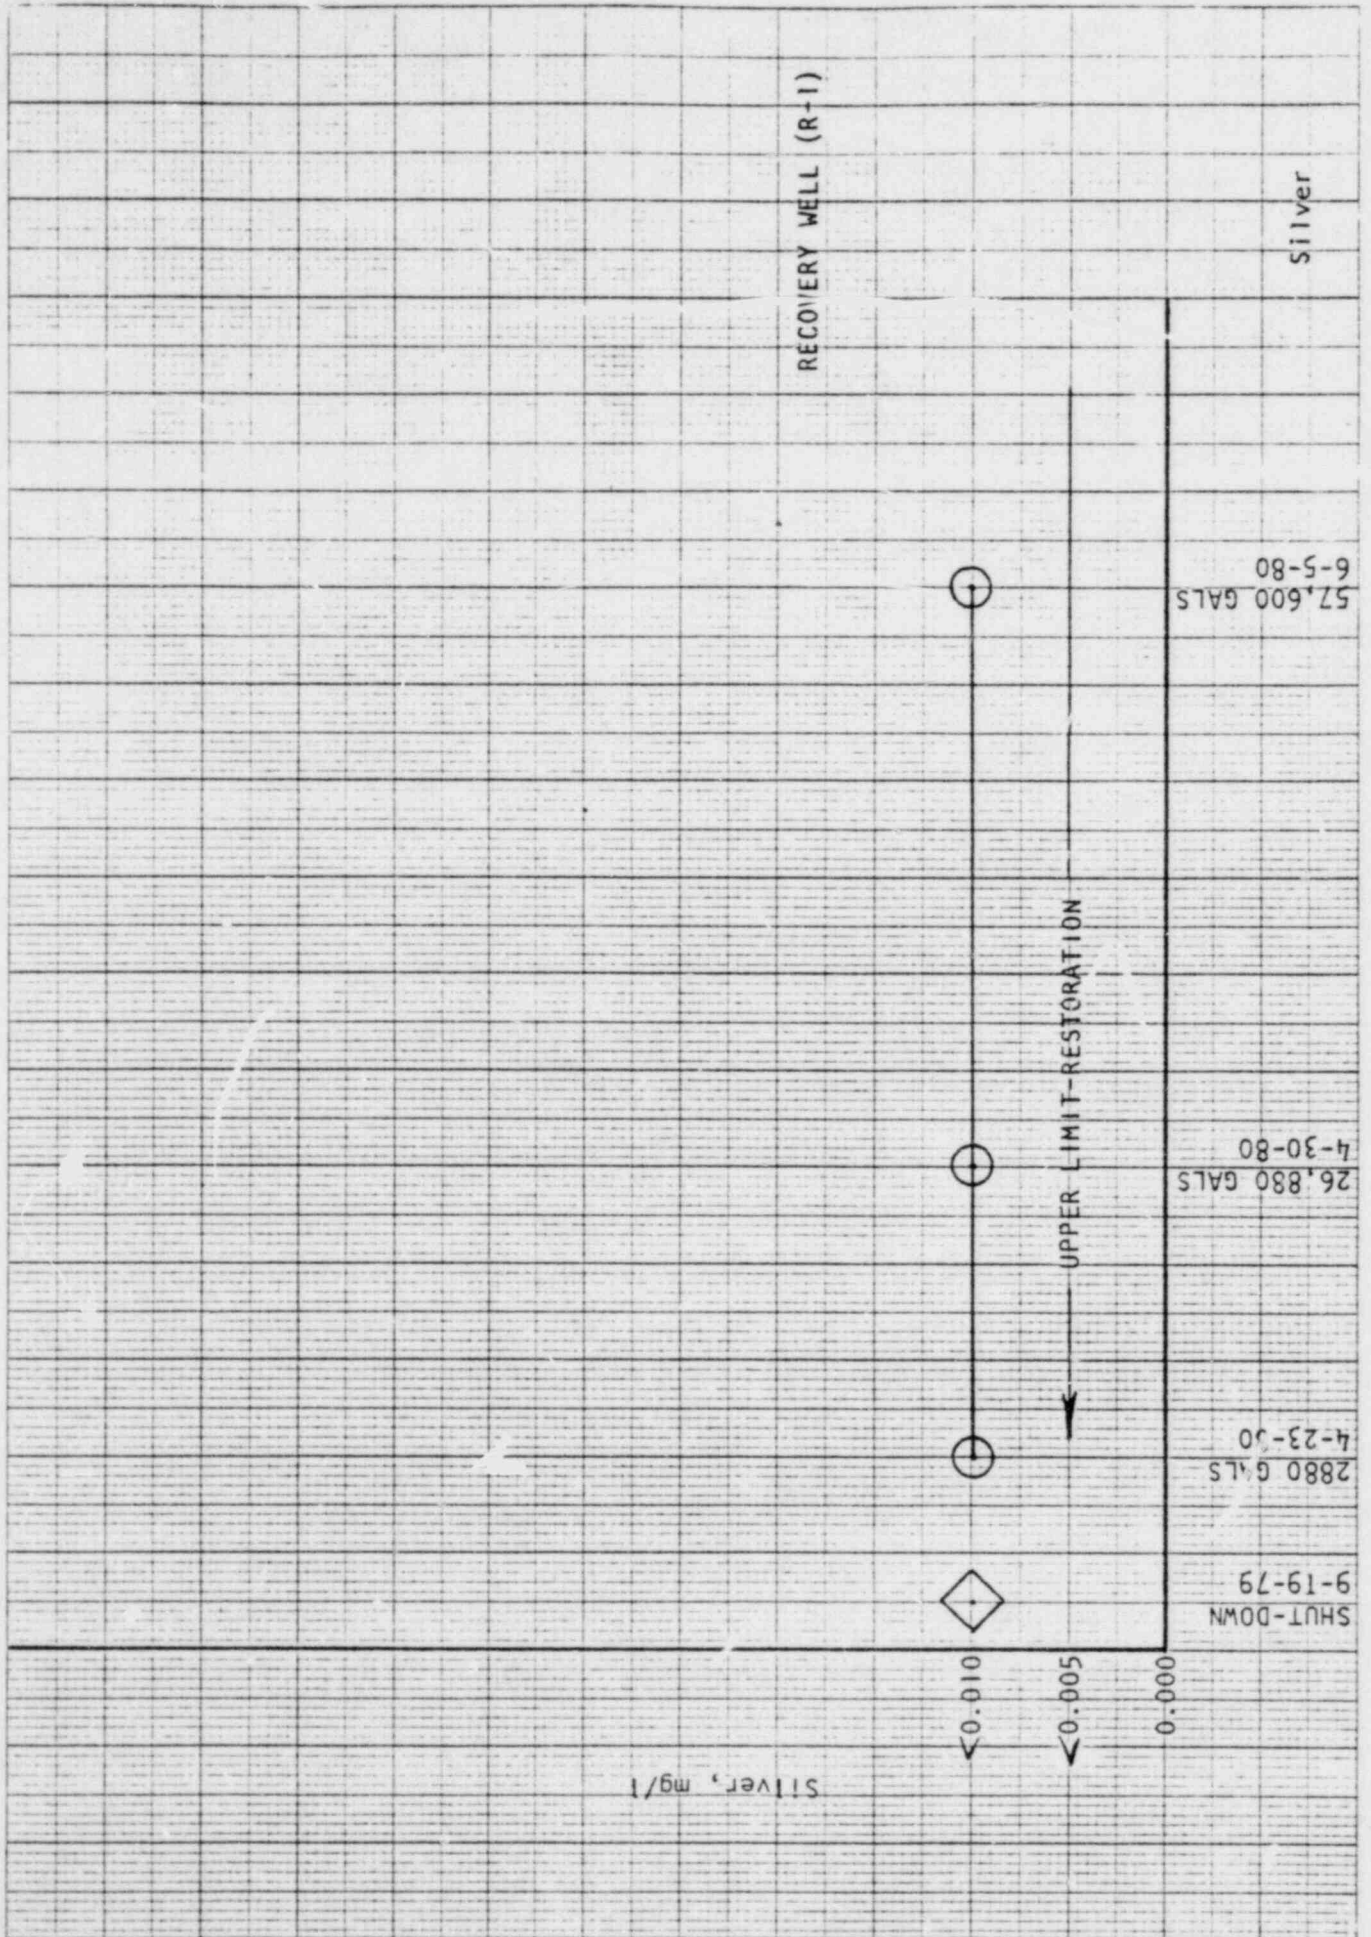 RECOVERY WELL (R-1)
Silver, mg/l
<0.010
<0.005
0.000
UPPER LIMIT-RESTORATION
SHUT-DOWN
9-19-79
2880 GALS
26,880 GALS
4-30-80
57,600 GALS
6-5-80
Silver